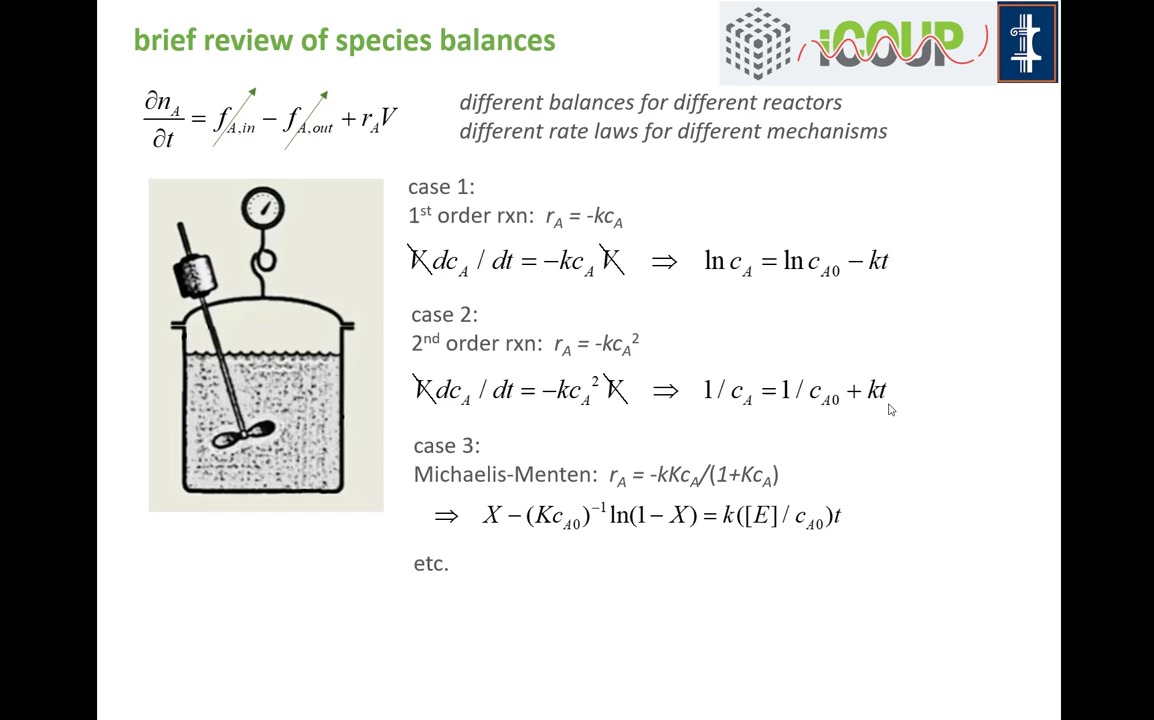 brief review of species balances
iCOUP
∂n_A/∂t = f_A,in − f_A,out + r_A V
different balances for different reactors
different rate laws for different mechanisms
case 1:
1st order rxn: r_A = -kc_A
V dc_A / dt = −kc_A V ⇒ ln c_A = ln c_A0 − kt
case 2:
2nd order rxn: r_A = -kc_A²
V dc_A / dt = −kc_A² V ⇒ 1 / c_A = 1 / c_A0 + kt
case 3:
Michaelis-Menten: r_A = -kKc_A/(1+Kc_A)
⇒ X − (Kc_A0)⁻¹ ln(1 − X) = k([E] / c_A0)t
etc.